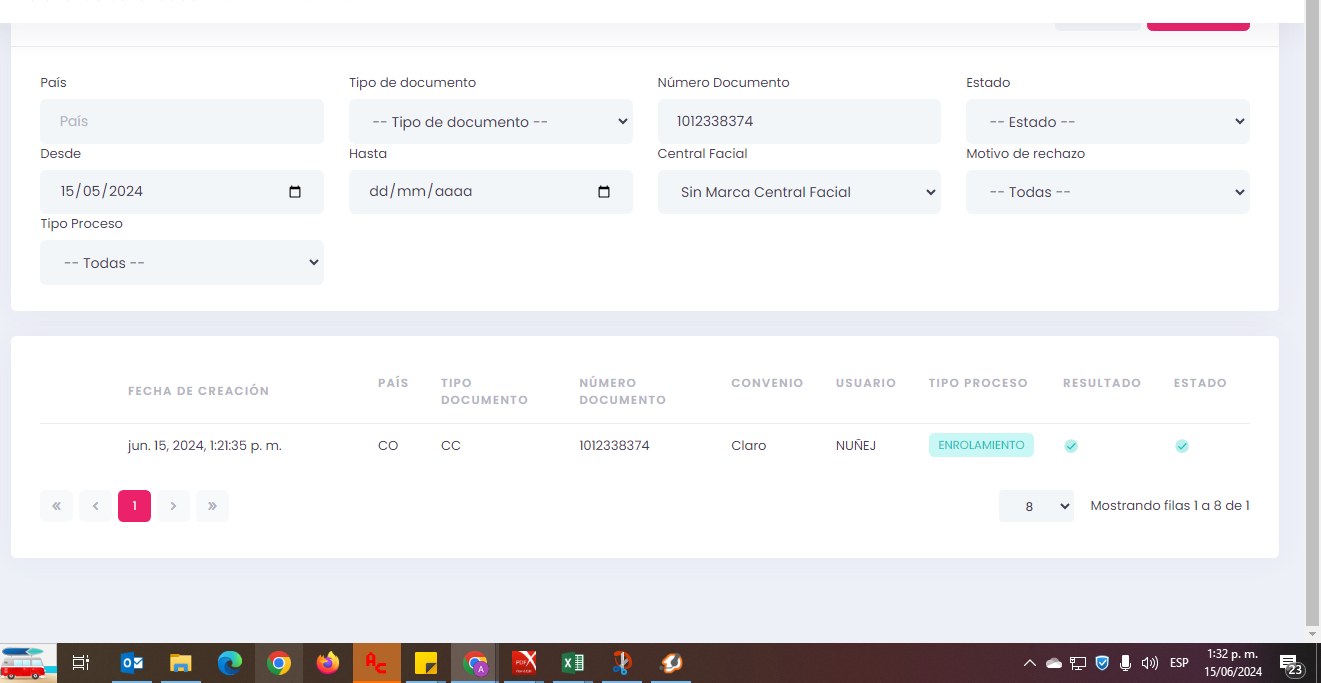 País
Tipo de documento
Número Documento
Estado
País
-- Tipo de documento --
1012338374
-- Estado --
Desde
Hasta
Central Facial
Motivo de rechazo
15/05/2024
dd/mm/aaaa
Sin Marca Central Facial
-- Todas --
Tipo Proceso
-- Todas --
FECHA DE CREACIÓN
PAÍS
TIPO
DOCUMENTO
NÚMERO
DOCUMENTO
CONVENIO
USUARIO
TIPO PROCESO
RESULTADO
ESTADO
jun. 15, 2024, 1:21:35 p. m.
CO
CC
1012338374
Claro
NUÑEJ
ENROLAMIENTO
«
‹
1
›
»
8
Mostrando filas 1 a 8 de 1
ESP
1:32 p. m.
15/06/2024
23